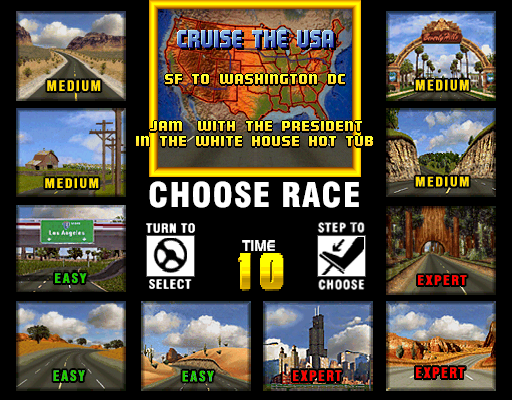 CRUISE THE USA
SF TO WASHINGTON DC
JAM WITH THE PRESIDENT
IN THE WHITE HOUSE HOT TUB
MEDIUM
Beverly Hills
MEDIUM
MEDIUM
MEDIUM
CHOOSE RACE
Los Angeles
EASY
TURN TO
SELECT
TIME
10
STEP TO
CHOOSE
EXPERT
EASY
EASY
EXPERT
EXPERT